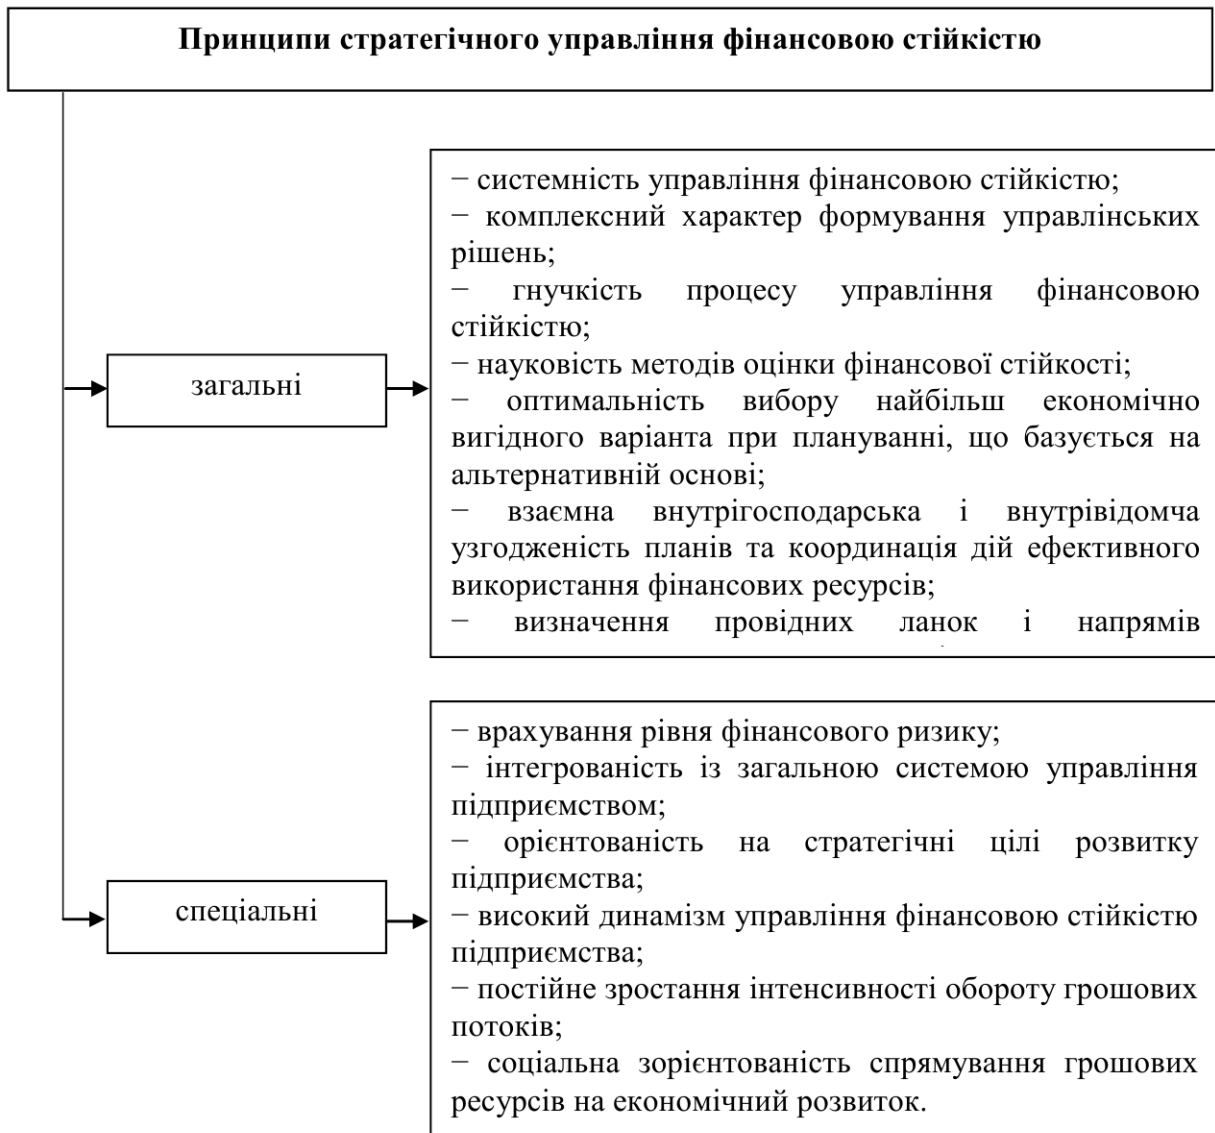 Принципи стратегічного управління фінансовою стійкістю
− системність управління фінансовою стійкістю;
− комплексний характер формування управлінських
рішень;
− гнучкість процесу управління фінансовою
стійкістю;
загальні
− науковість методів оцінки фінансової стійкості;
− оптимальність вибору найбільш економічно
вигідного варіанта при плануванні, що базується на
альтернативній основі;
− взаємна внутрігосподарська і внутрівідомча
узгодженість планів та координація дій ефективного
використання фінансових ресурсів;
− визначення провідних ланок і напрямів
− врахування рівня фінансового ризику;
− інтегрованість із загальною системою управління
підприємством;
− орієнтованість на стратегічні цілі розвитку
підприємства;
спеціальні
− високий динамізм управління фінансовою стійкістю
підприємства;
− постійне зростання інтенсивності обороту грошових
потоків;
− соціальна зорієнтованість спрямування грошових
ресурсів на економічний розвиток.